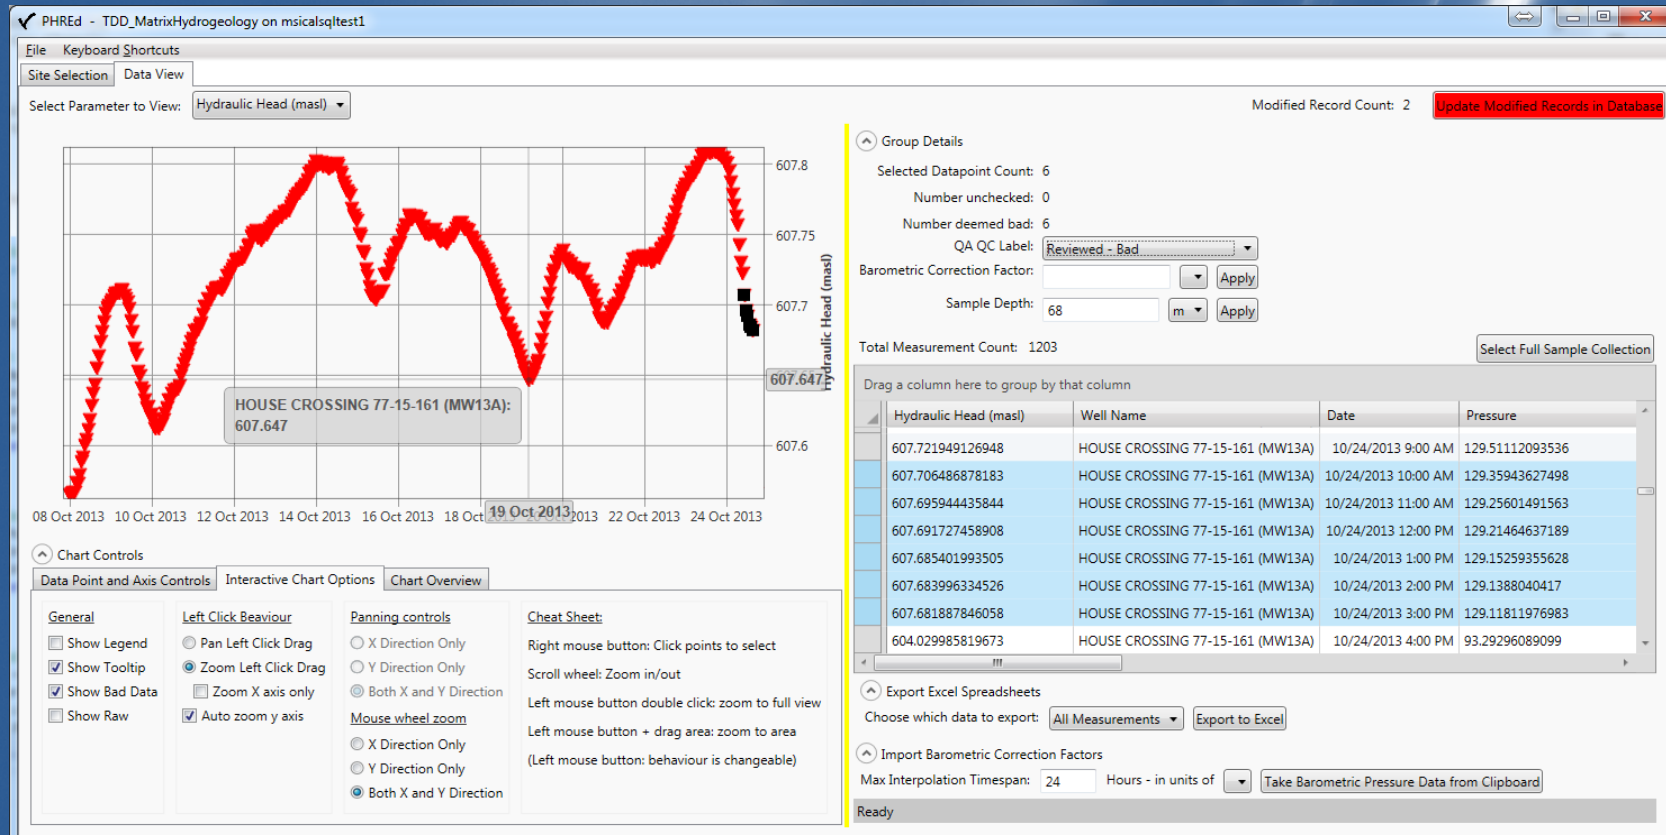 PHREd - TDD_MatrixHydrogeology on msicalsqltest1
File Keyboard Shortcuts
Site Selection Data View
Select Parameter to View: Hydraulic Head (masl)
Modified Record Count: 2 Update Modified Records in Database
607.8
607.75
607.7
607.647
607.6
Hydraulic Head (masl)
HOUSE CROSSING 77-15-161 (MW13A):
607.647
08 Oct 2013 10 Oct 2013 12 Oct 2013 14 Oct 2013 16 Oct 2013 18 Oct 19 Oct 2013 2013 22 Oct 2013 24 Oct 2013
Chart Controls
Data Point and Axis Controls Interactive Chart Options Chart Overview
General
Show Legend
Show Tooltip
Show Bad Data
Show Raw
Left Click Beaviour
Pan Left Click Drag
Zoom Left Click Drag
Zoom X axis only
Auto zoom y axis
Panning controls
X Direction Only
Y Direction Only
Both X and Y Direction
Mouse wheel zoom
X Direction Only
Y Direction Only
Both X and Y Direction
Cheat Sheet:
Right mouse button: Click points to select
Scroll wheel: Zoom in/out
Left mouse button double click: zoom to full view
Left mouse button + drag area: zoom to area
(Left mouse button: behaviour is changeable)
Group Details
Selected Datapoint Count: 6
Number unchecked: 0
Number deemed bad: 6
QA QC Label: Reviewed - Bad
Barometric Correction Factor: Apply
Sample Depth: 68 m Apply
Total Measurement Count: 1203 Select Full Sample Collection
Drag a column here to group by that column
Hydraulic Head (masl) Well Name Date Pressure
607.721949126948 HOUSE CROSSING 77-15-161 (MW13A) 10/24/2013 9:00 AM 129.51112093536
607.706486878183 HOUSE CROSSING 77-15-161 (MW13A) 10/24/2013 10:00 AM 129.35943627498
607.695944435844 HOUSE CROSSING 77-15-161 (MW13A) 10/24/2013 11:00 AM 129.25601491563
607.691727458908 HOUSE CROSSING 77-15-161 (MW13A) 10/24/2013 12:00 PM 129.21464637189
607.685401993505 HOUSE CROSSING 77-15-161 (MW13A) 10/24/2013 1:00 PM 129.15259355628
607.683996334526 HOUSE CROSSING 77-15-161 (MW13A) 10/24/2013 2:00 PM 129.1388040417
607.681887846058 HOUSE CROSSING 77-15-161 (MW13A) 10/24/2013 3:00 PM 129.11811976983
604.029985819673 HOUSE CROSSING 77-15-161 (MW13A) 10/24/2013 4:00 PM 93.29296089099
Export Excel Spreadsheets
Choose which data to export: All Measurements Export to Excel
Import Barometric Correction Factors
Max Interpolation Timespan: 24 Hours - in units of Take Barometric Pressure Data from Clipboard
Ready